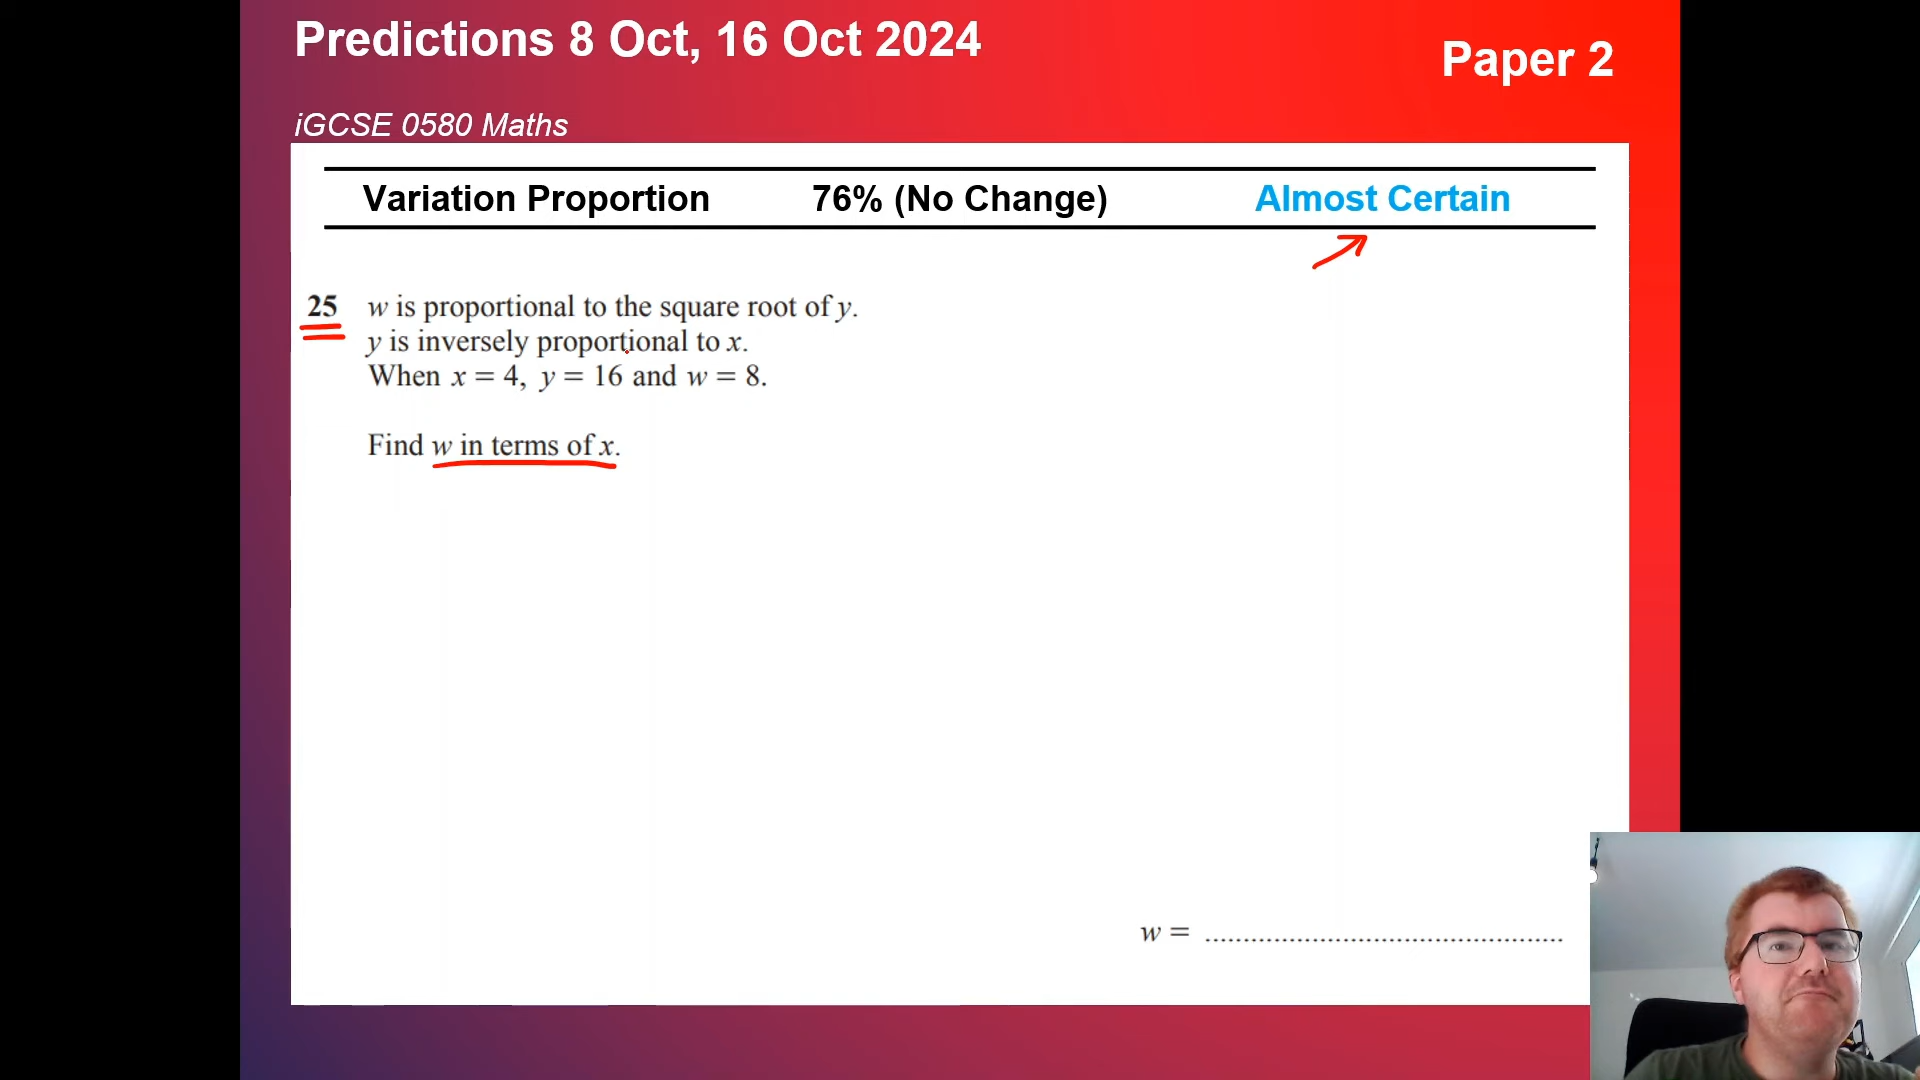 Predictions 8 Oct, 16 Oct 2024
Paper 2
iGCSE 0580 Maths
Variation Proportion 76% (No Change) Almost Certain
25 w is proportional to the square root of y.
y is inversely proportional to x.
When x = 4, y = 16 and w = 8.
Find w in terms of x.
w = ...............................................